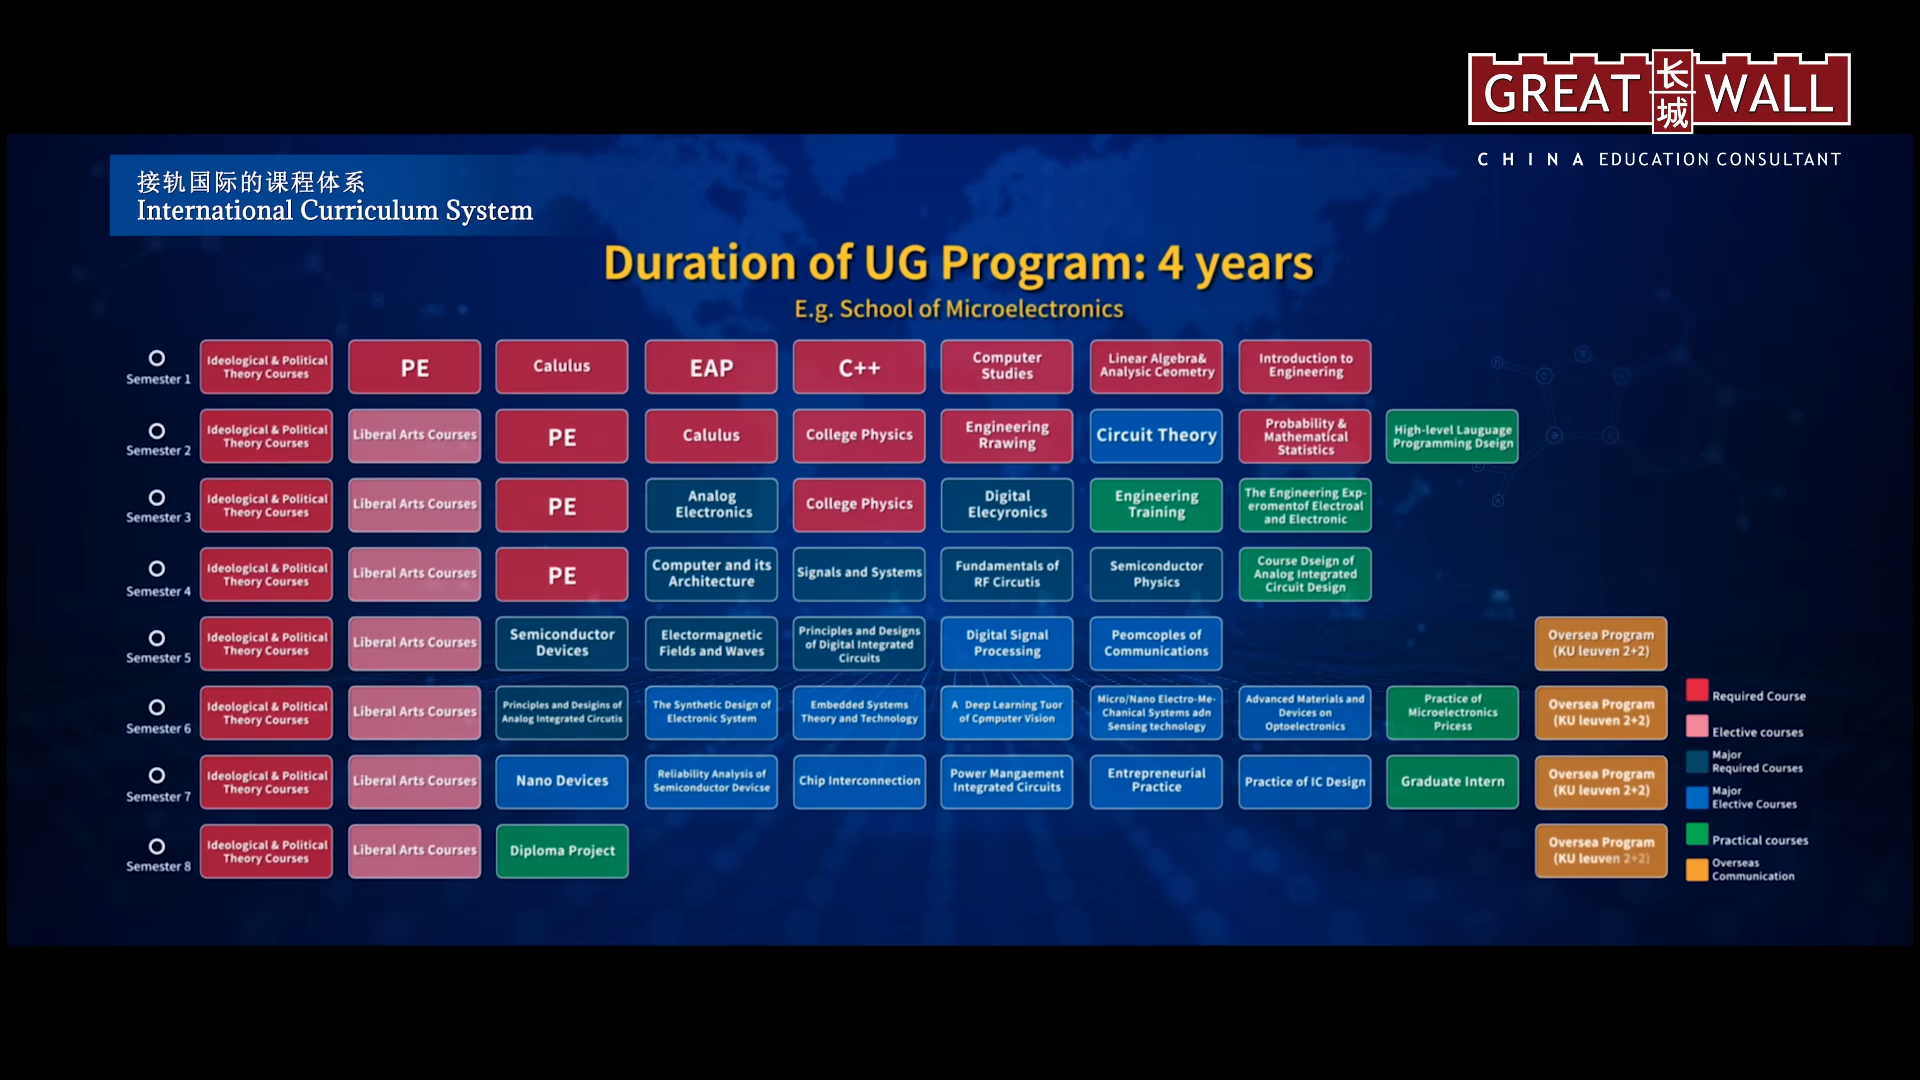 GREAT 长城 WALL
CHINA EDUCATION CONSULTANT
接轨国际的课程体系
International Curriculum System
Duration of UG Program: 4 years
E.g. School of Microelectronics
Semester 1
Ideological & Political
Theory Courses
PE
Calulus
EAP
C++
Computer
Studies
Linear Algebra&
Analysic Ceometry
Introduction to
Engineering
Semester 2
Ideological & Political
Theory Courses
Liberal Arts Courses
PE
Calulus
College Physics
Engineering
Rrawing
Circuit Theory
Probability &
Mathematical
Statistics
High-level Lauguage
Programming Dseign
Semester 3
Ideological & Political
Theory Courses
Liberal Arts Courses
PE
Analog
Electronics
College Physics
Digital
Elecyronics
Engineering
Training
The Engineering Exp-
eromentof Electroal
and Electronic
Semester 4
Ideological & Political
Theory Courses
Liberal Arts Courses
PE
Computer and its
Architecture
Signals and Systems
Fundamentals of
RF Circutis
Semiconductor
Physics
Course Dseign of
Analog Integrated
Circuit Design
Semester 5
Ideological & Political
Theory Courses
Liberal Arts Courses
Semiconductor
Devices
Electormagnetic
Fields and Waves
Principles and Designs
of Digital Integrated
Circuits
Digital Signal
Processing
Peomcoples of
Communications
Oversea Program
(KU leuven 2+2)
Semester 6
Ideological & Political
Theory Courses
Liberal Arts Courses
Principles and Desigins of
Analog Integrated Circutis
The Synthetic Design of
Electronic System
Embedded Systems
Theory and Technology
A Deep Learning Tuor
of Cpmputer Vision
Micro/Nano Electro-Me-
Chanical Systems adn
Sensing technology
Advanced Materials and
Devices on
Optoelectronics
Practice of
Microelectronics
Pricess
Oversea Program
(KU leuven 2+2)
Semester 7
Ideological & Political
Theory Courses
Liberal Arts Courses
Nano Devices
Reliability Analysis of
Semiconductor Devicse
Chip Interconnection
Power Mangaement
Integrated Circuits
Entrepreneurial
Practice
Practice of IC Design
Graduate Intern
Oversea Program
(KU leuven 2+2)
Semester 8
Ideological & Political
Theory Courses
Liberal Arts Courses
Diploma Project
Oversea Program
(KU leuven 2+2)
Required Course
Elective courses
Major
Required Courses
Major
Elective Courses
Practical courses
Overseas
Communication